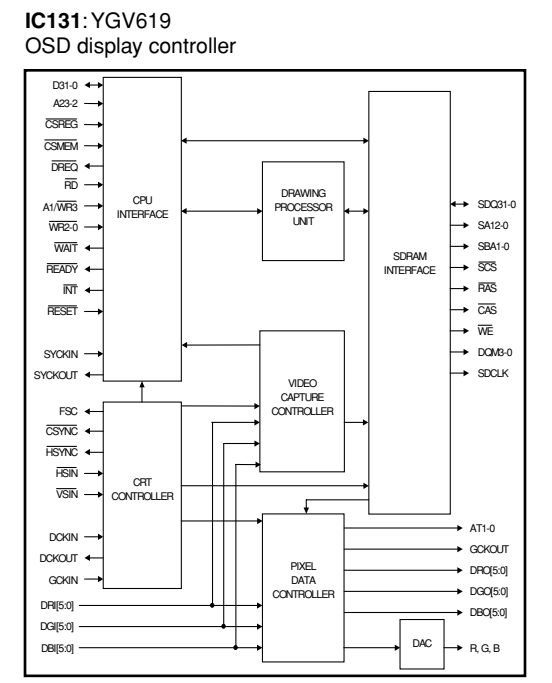 IC131: YGV619
OSD display controller
D31-0
A23-2
CSREG
CSMEM
DREQ
RD
A1/WR3
WR2-0
WAIT
READY
INT
RESET
SYCKIN
SYCKOUT
CPU
INTERFACE
DRAWING
PROCESSOR
UNIT
SDRAM
INTERFACE
SDQ31-0
SA12-0
SBA1-0
SCS
RAS
CAS
WE
DQM3-0
SDCLK
VIDEO
CAPTURE
CONTROLLER
FSC
CSYNC
HSYNC
HSIN
VSIN
DCKIN
DCKOUT
GCKIN
CRT
CONTROLLER
DRI[5:0]
DGI[5:0]
DBI[5:0]
PIXEL
DATA
CONTROLLER
AT1-0
GCKOUT
DRO[5:0]
DGO[5:0]
DBO[5:0]
DAC
R, G, B